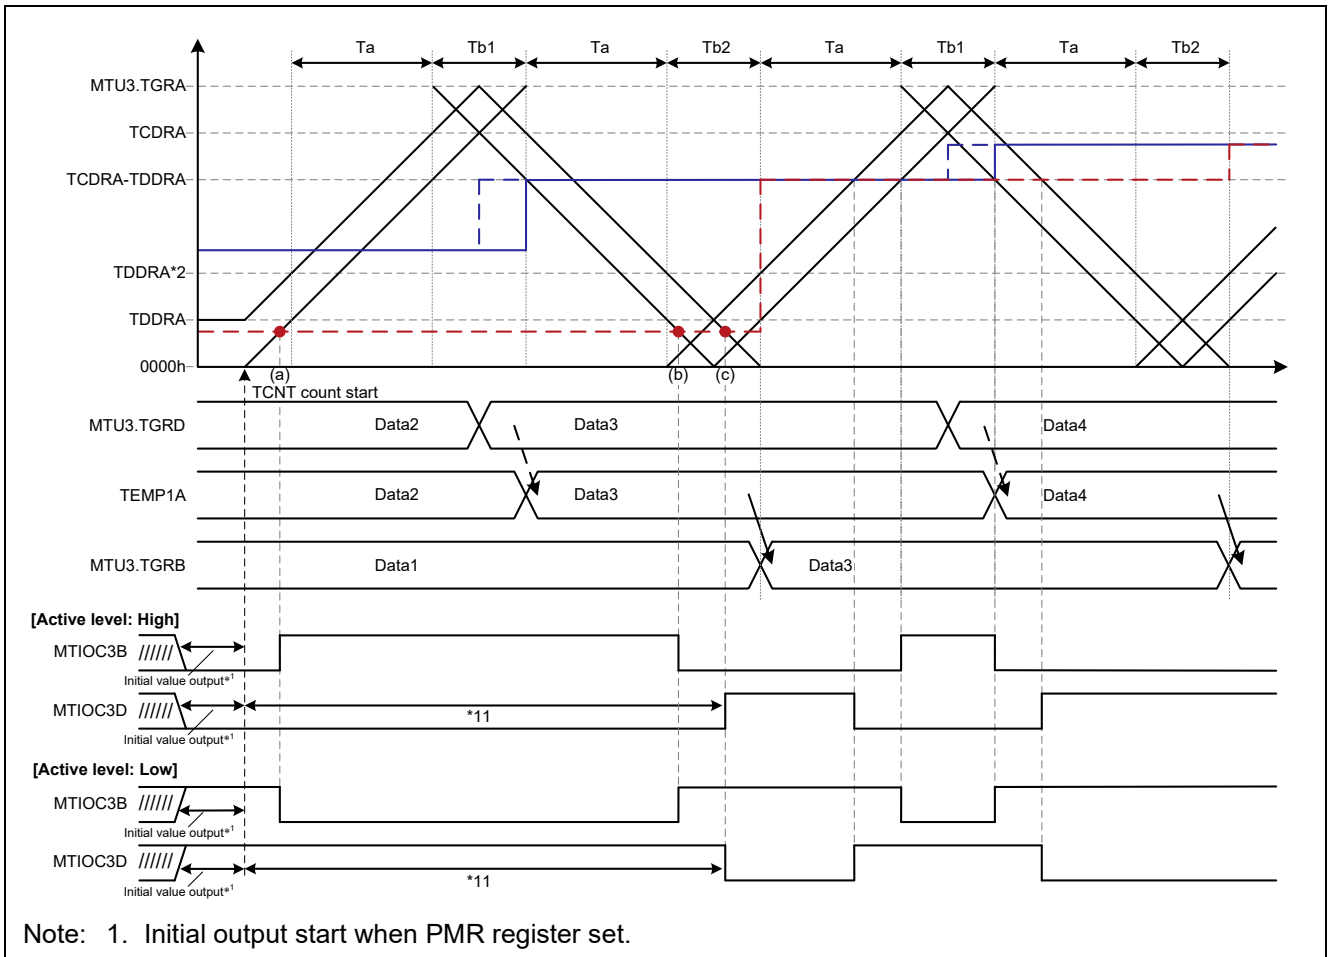 Ta Tb1 Ta Tb2 Ta Tb1 Ta Tb2
MTU3.TGRA
TCDRA
TCDRA-TDDRA
TDDRA*2
TDDRA
0000h
(a) (b) (c)
TCNT count start
MTU3.TGRD Data2 Data3 Data4
TEMP1A Data2 Data3 Data4
MTU3.TGRB Data1 Data3
[Active level: High]
MTIOC3B //////
Initial value output*1
MTIOC3D //////
*11
Initial value output*1
[Active level: Low]
MTIOC3B //////
Initial value output*1
MTIOC3D //////
*11
Initial value output*1
Note: 1. Initial output start when PMR register set.